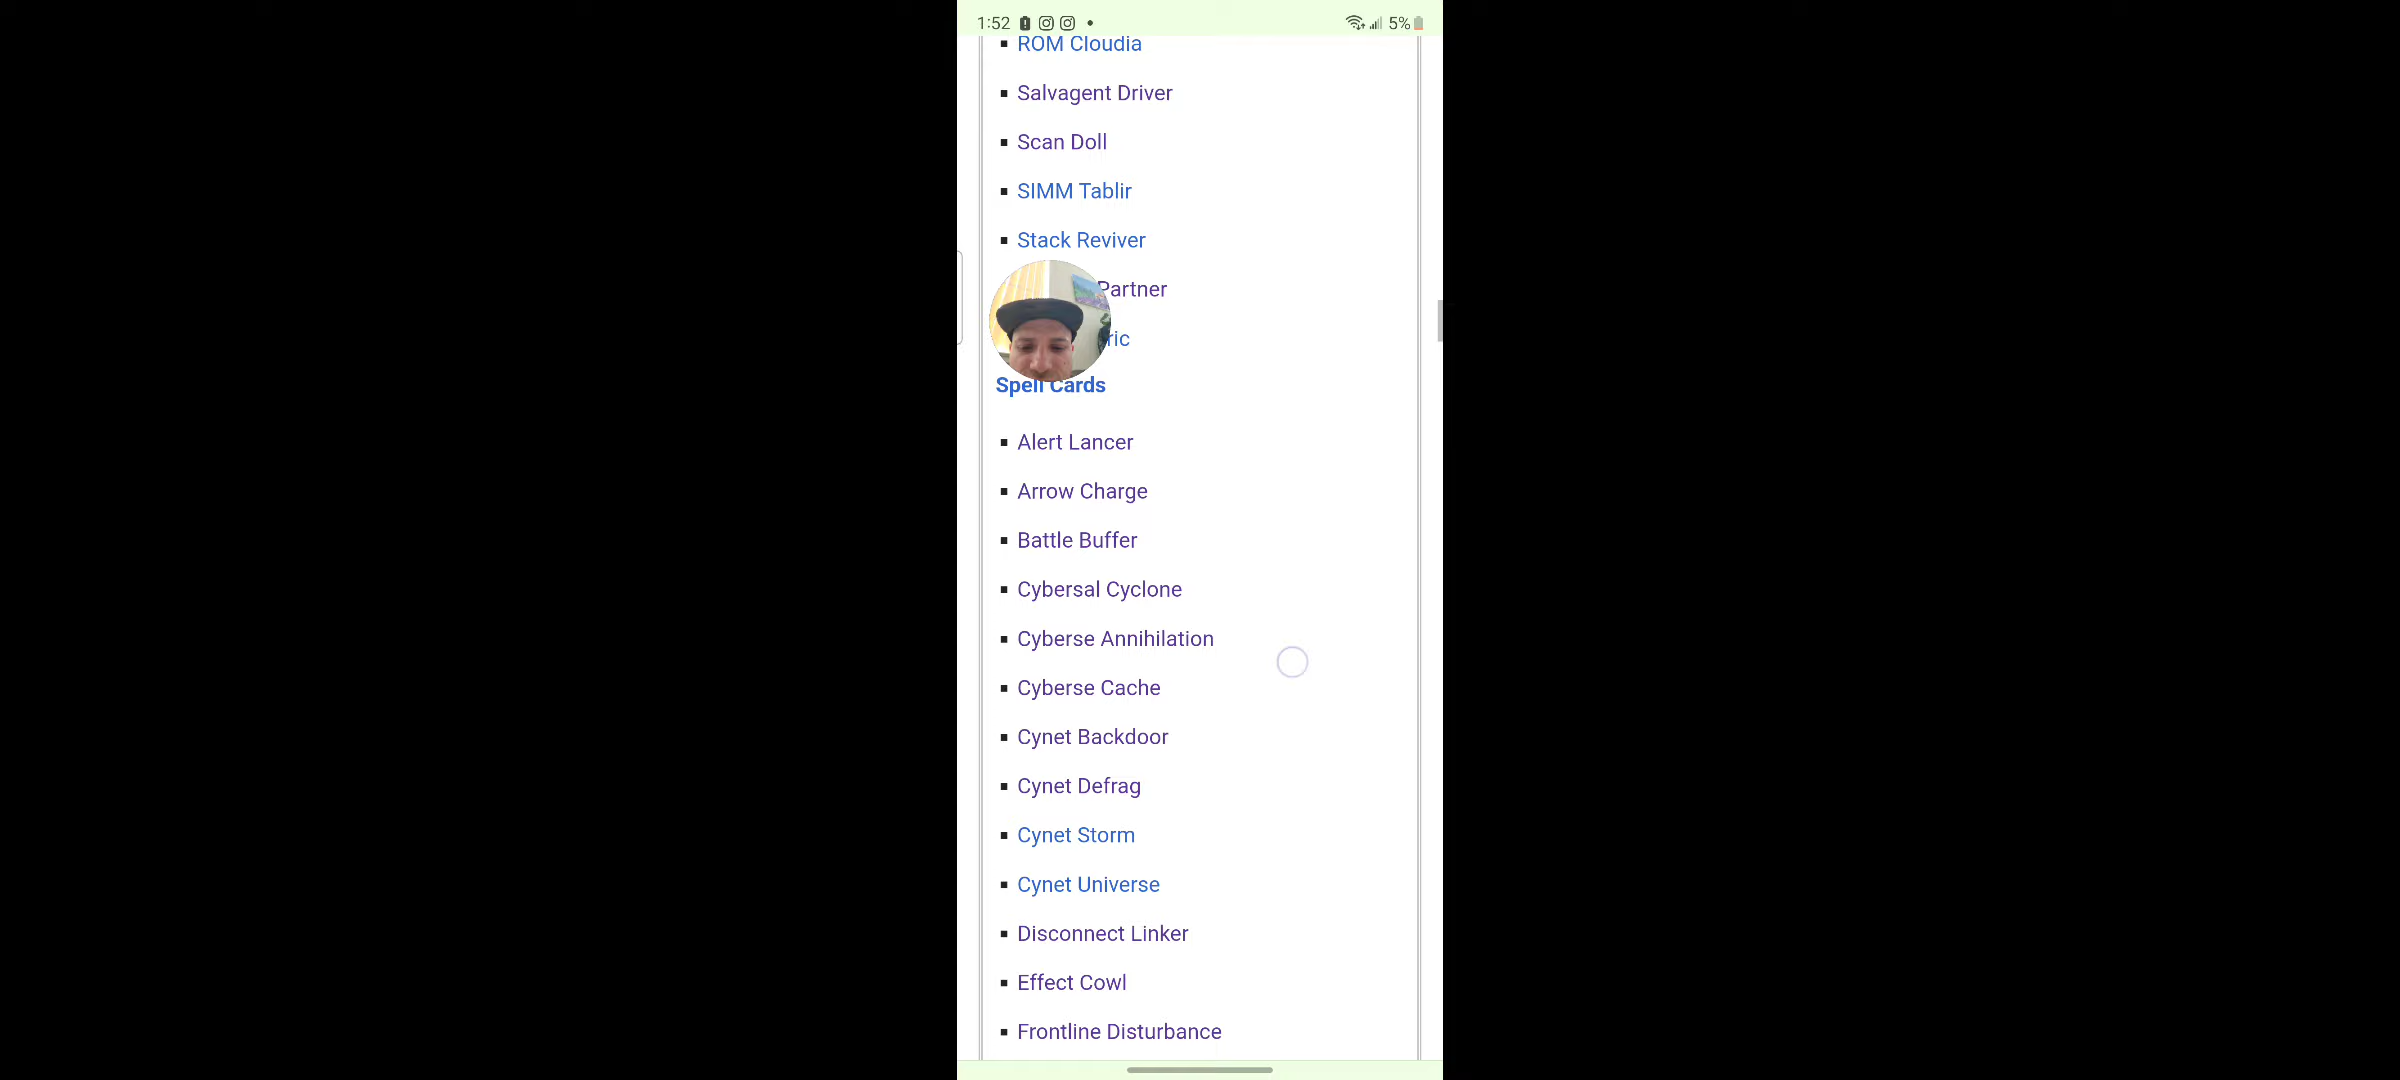 1:52
5%
ROM Cloudia
Salvagent Driver
Scan Doll
SIMM Tablir
Stack Reviver
Partner
ric
Spell Cards
Alert Lancer
Arrow Charge
Battle Buffer
Cybersal Cyclone
Cyberse Annihilation
Cyberse Cache
Cynet Backdoor
Cynet Defrag
Cynet Storm
Cynet Universe
Disconnect Linker
Effect Cowl
Frontline Disturbance